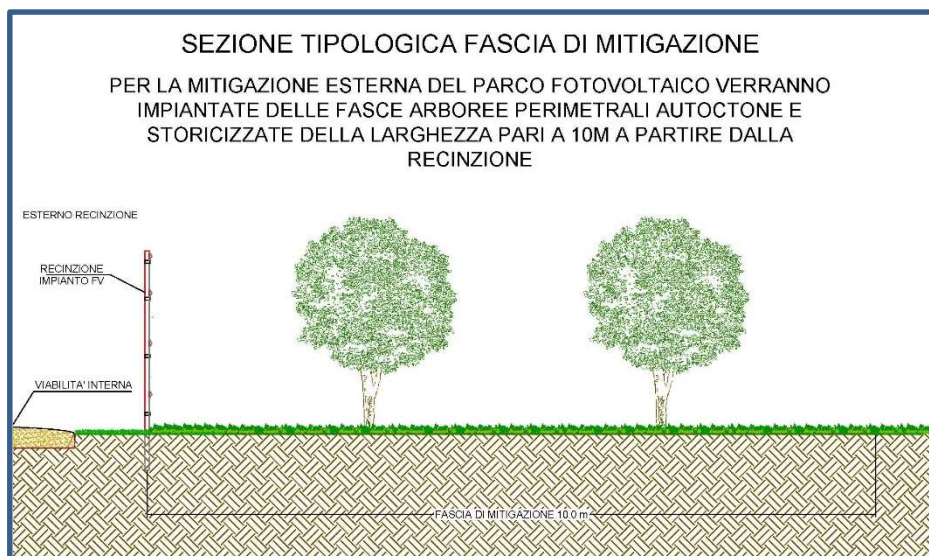 SEZIONE TIPOLOGICA FASCIA DI MITIGAZIONE
PER LA MITIGAZIONE ESTERNA DEL PARCO FOTOVOLTAICO VERRANNO
IMPIANTATE DELLE FASCE ARBOREE PERIMETRALI AUTOCTONE E
STORICIZZATE DELLA LARGHEZZA PARI A 10M A PARTIRE DALLA
RECINZIONE
ESTERNO RECINZIONE
RECINZIONE
IMPIANTO FV
VIABILITA' INTERNA
FASCIA DI MITIGAZIONE 10.0 m